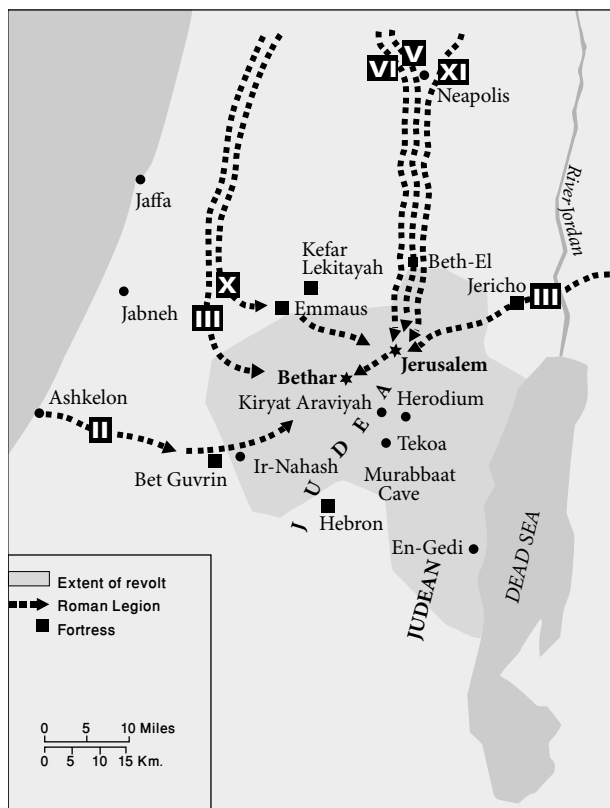 V
VI
XI
Neapolis
River Jordan
Jaffa
Kefar
Lekitayah
Beth-El
Jericho
X
III
III
Jabneh
Emmaus
Jerusalem
Bethar
Ashkelon
Kiryat Araviyah
Herodium
II
JUDEA
Tekoa
Ir-Nahash
Bet Guvrin
Murabbaat
Cave
Hebron
En-Gedi
DEAD SEA
JUDEAN
Extent of revolt
Roman Legion
Fortress
0 5 10 Miles
0 5 10 15 Km.